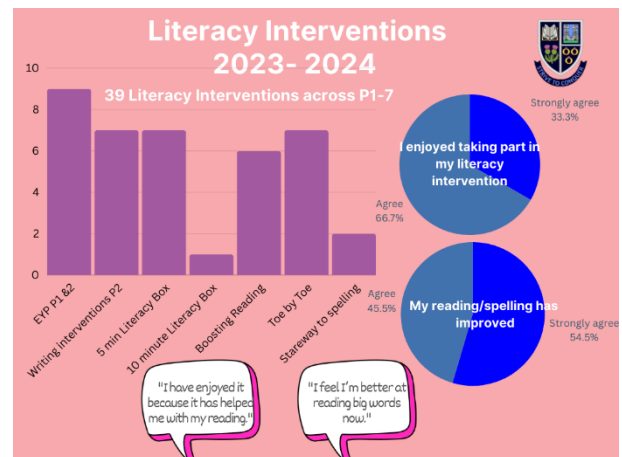 Literacy Interventions
2023- 2024
39 Literacy Interventions across P1-7
10
8
6
4
2
0
EYP P1 &2
Writing interventions P2
5 min Literacy Box
10 minute Literacy Box
Boosting Reading
Toe by Toe
Stareway to spelling
STRIVE TO CONQUER
Strongly agree
33.3%
I enjoyed taking part in
my literacy
intervention
Agree
66.7%
Agree
45.5%
My reading/spelling has
improved
Strongly agree
54.5%
"I have enjoyed it
because it has helped
me with my reading."
"I feel I'm better at
reading big words
now."